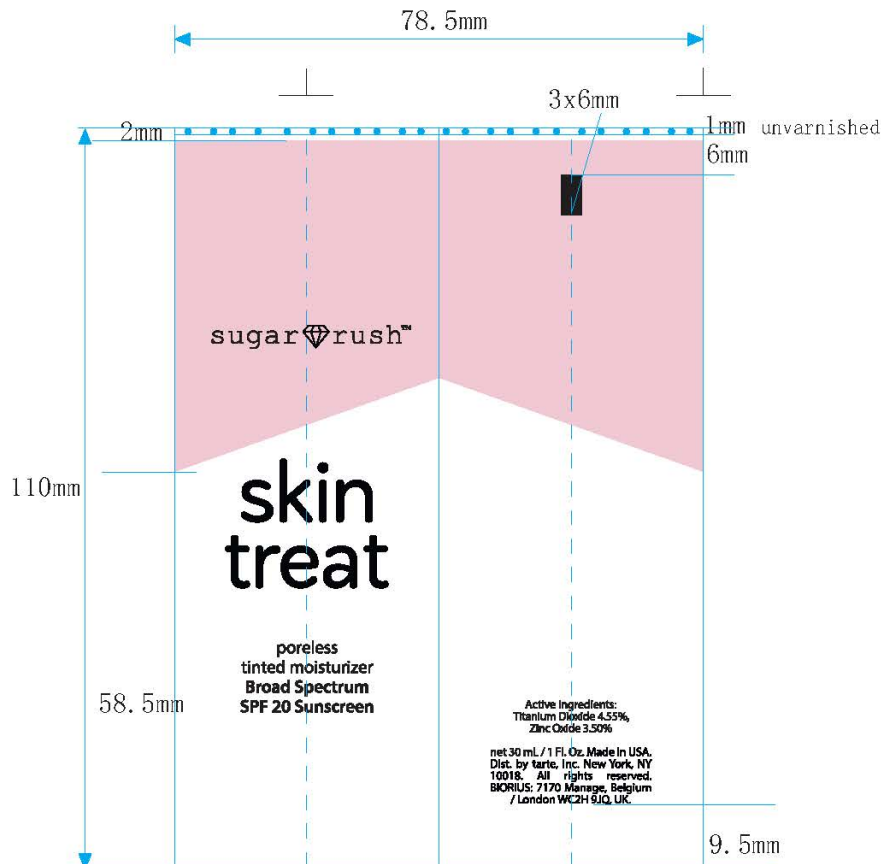 78.5mm
3x6mm
2mm
1mm unvarnished
6mm
sugar rush™
110mm
skin
treat
poreless
tinted moisturizer
Broad Spectrum
SPF 20 Sunscreen
58.5mm
Active Ingredients:
Titanium Dioxide 4.55%,
Zinc Oxide 3.50%
net 30 mL / 1 Fl. Oz. Made in USA.
Dist. by tarte, Inc. New York, NY
10018. All rights reserved.
BIORIUS: 7170 Manage, Belgium
/ London WC2H 9JQ, UK.
9.5mm